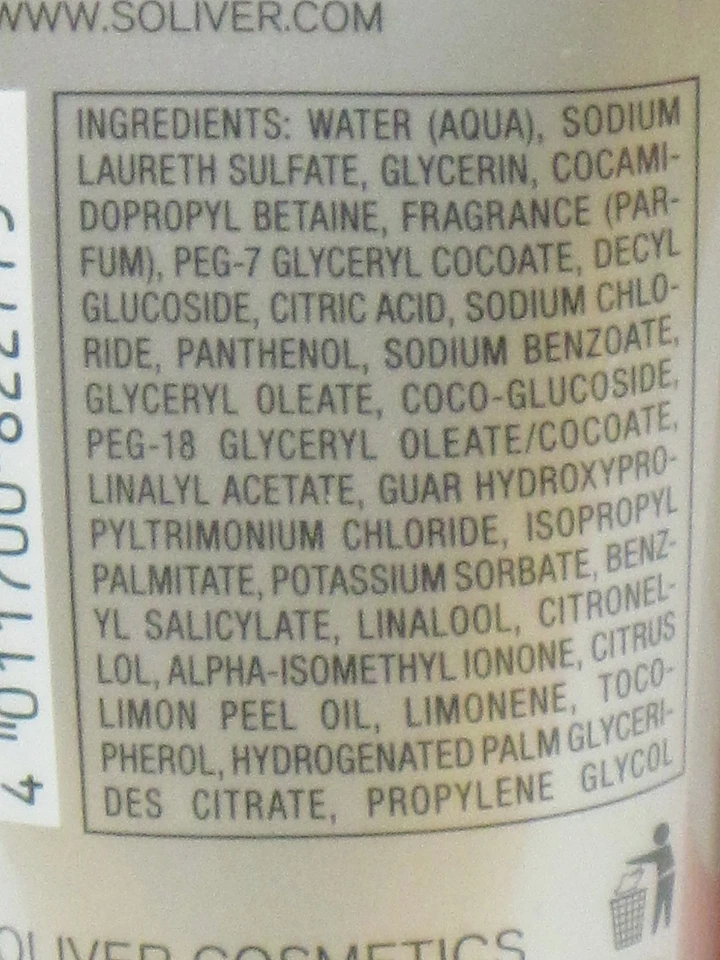 WWW.SOLIVER.COM
INGREDIENTS: WATER (AQUA), SODIUM
LAURETH SULFATE, GLYCERIN, COCAMI-
DOPROPYL BETAINE, FRAGRANCE (PAR-
FUM), PEG-7 GLYCERYL COCOATE, DECYL
GLUCOSIDE, CITRIC ACID, SODIUM CHLO-
RIDE, PANTHENOL, SODIUM BENZOATE,
GLYCERYL OLEATE, COCO-GLUCOSIDE,
PEG-18 GLYCERYL OLEATE/COCOATE,
LINALYL ACETATE, GUAR HYDROXYPRO-
PYLTRIMONIUM CHLORIDE, ISOPROPYL
PALMITATE, POTASSIUM SORBATE, BENZ-
YL SALICYLATE, LINALOOL, CITRONEL-
LOL, ALPHA-ISOMETHYL IONONE, CITRUS
LIMON PEEL OIL, LIMONENE, TOCO-
PHEROL, HYDROGENATED PALM GLYCERI-
DES CITRATE, PROPYLENE GLYCOL
OLIVER COSMETICS